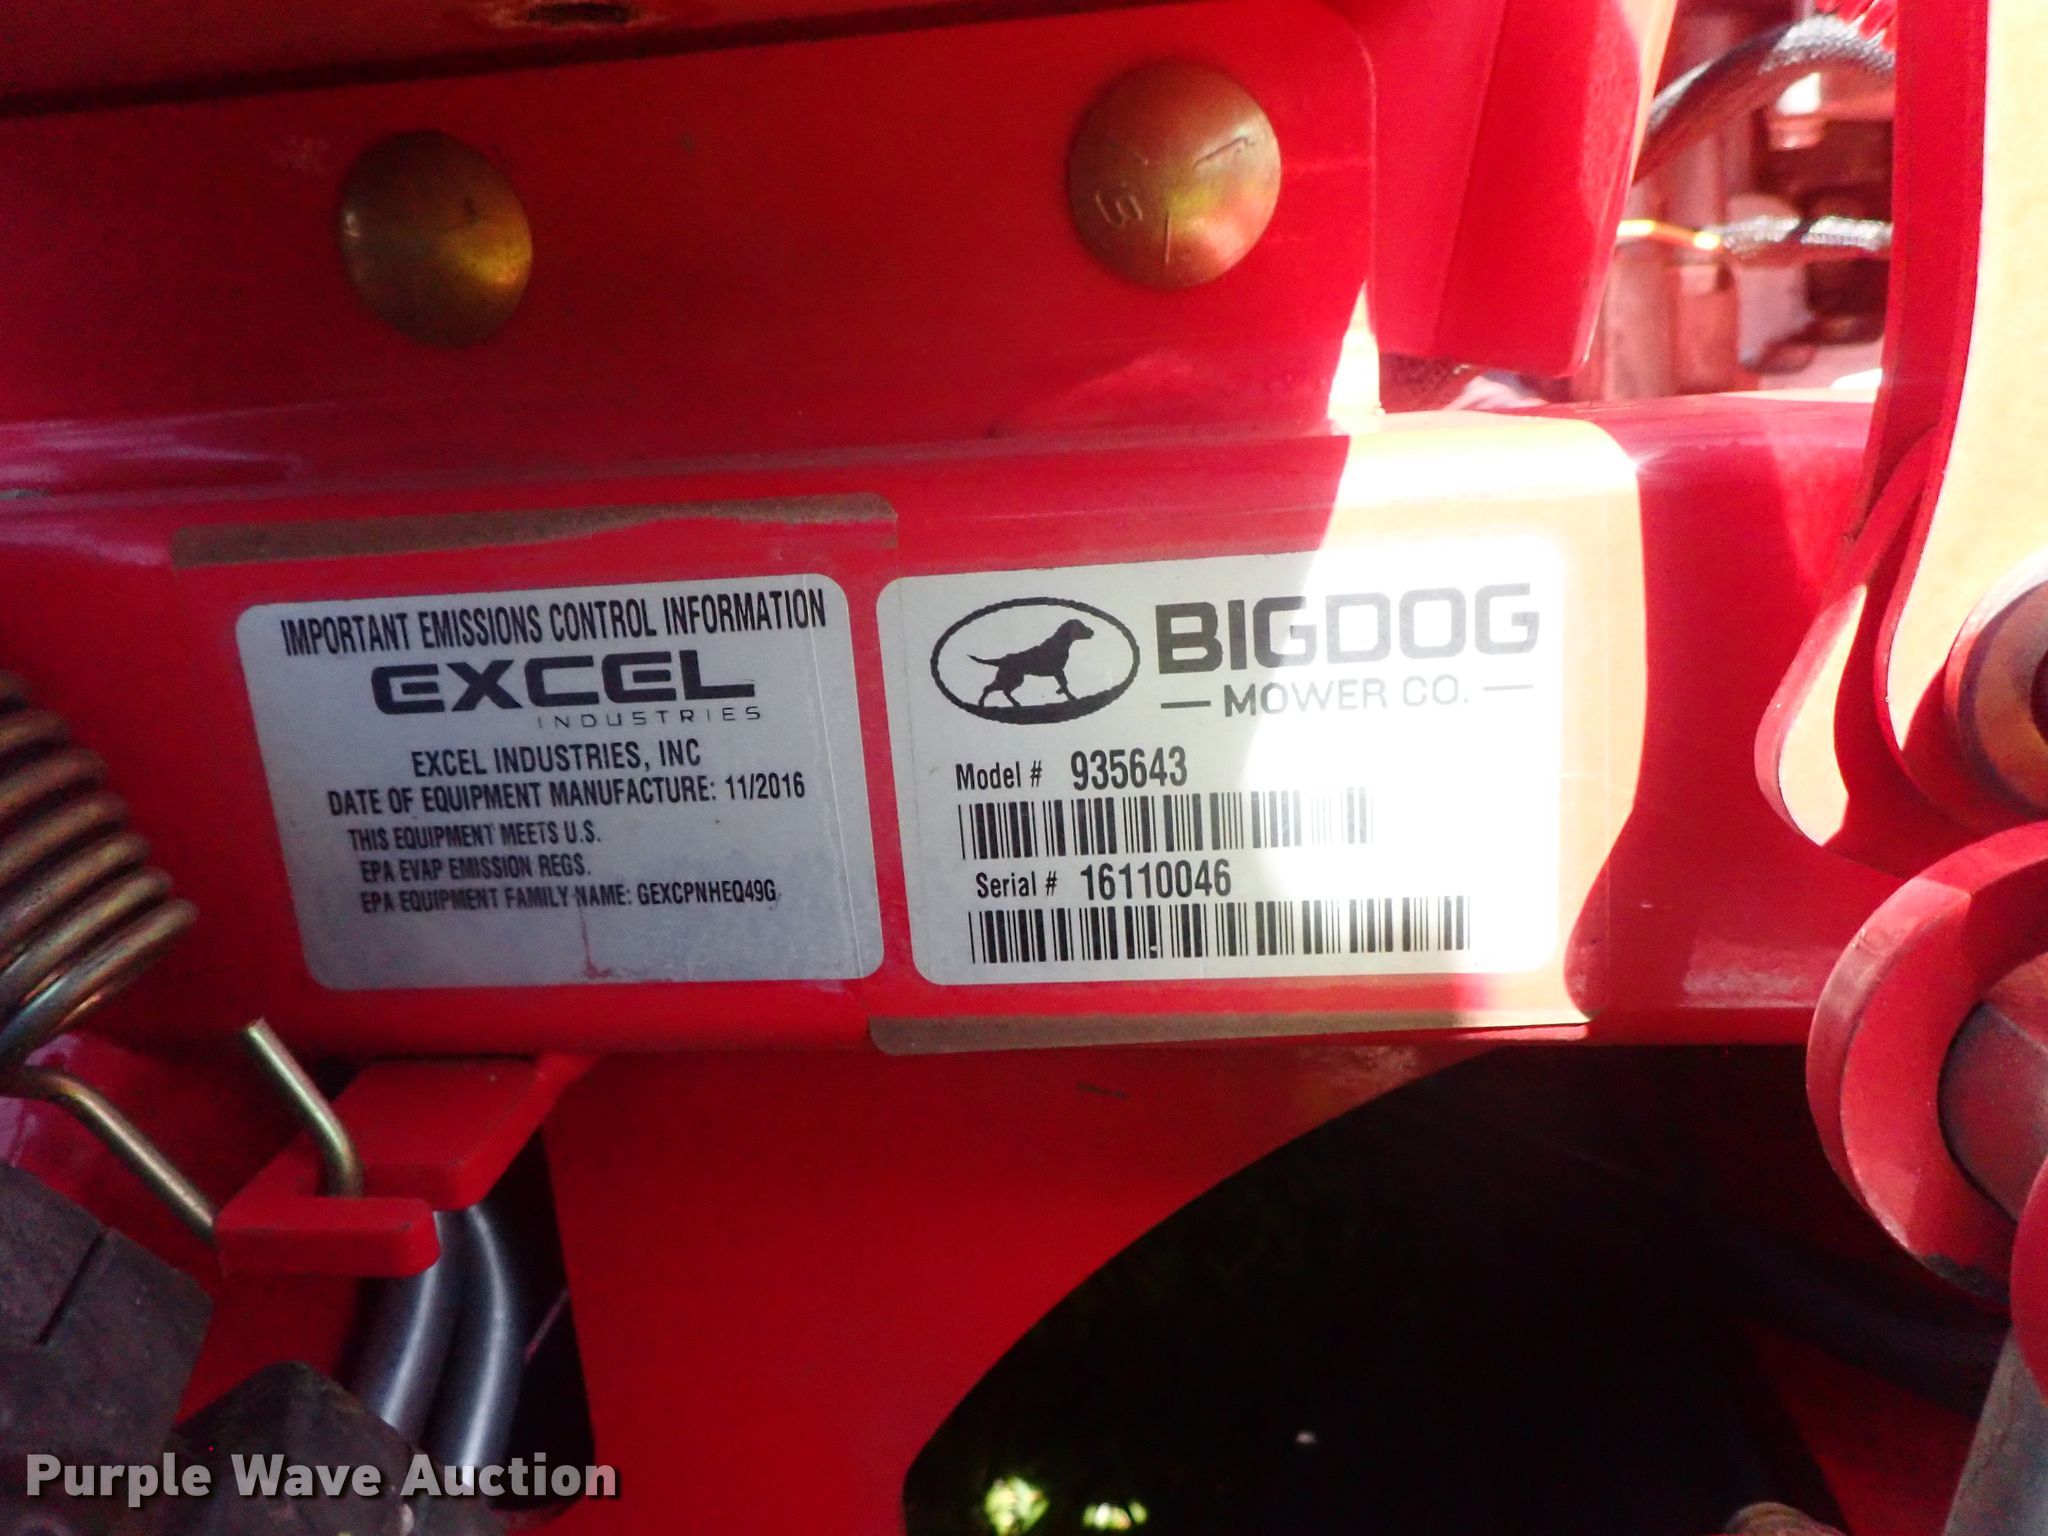 IMPORTANT EMISSIONS CONTROL INFORMATION
EXCEL
INDUSTRIES
EXCEL INDUSTRIES, INC
DATE OF EQUIPMENT MANUFACTURE: 11/2016
THIS EQUIPMENT MEETS U.S.
EPA EVAP EMISSION REGS.
EPA EQUIPMENT FAMILY NAME: GEXCPNHEQ49G
BIGDOG
MOWER CO.
Model # 935643
Serial # 16110046
Purple Wave Auction